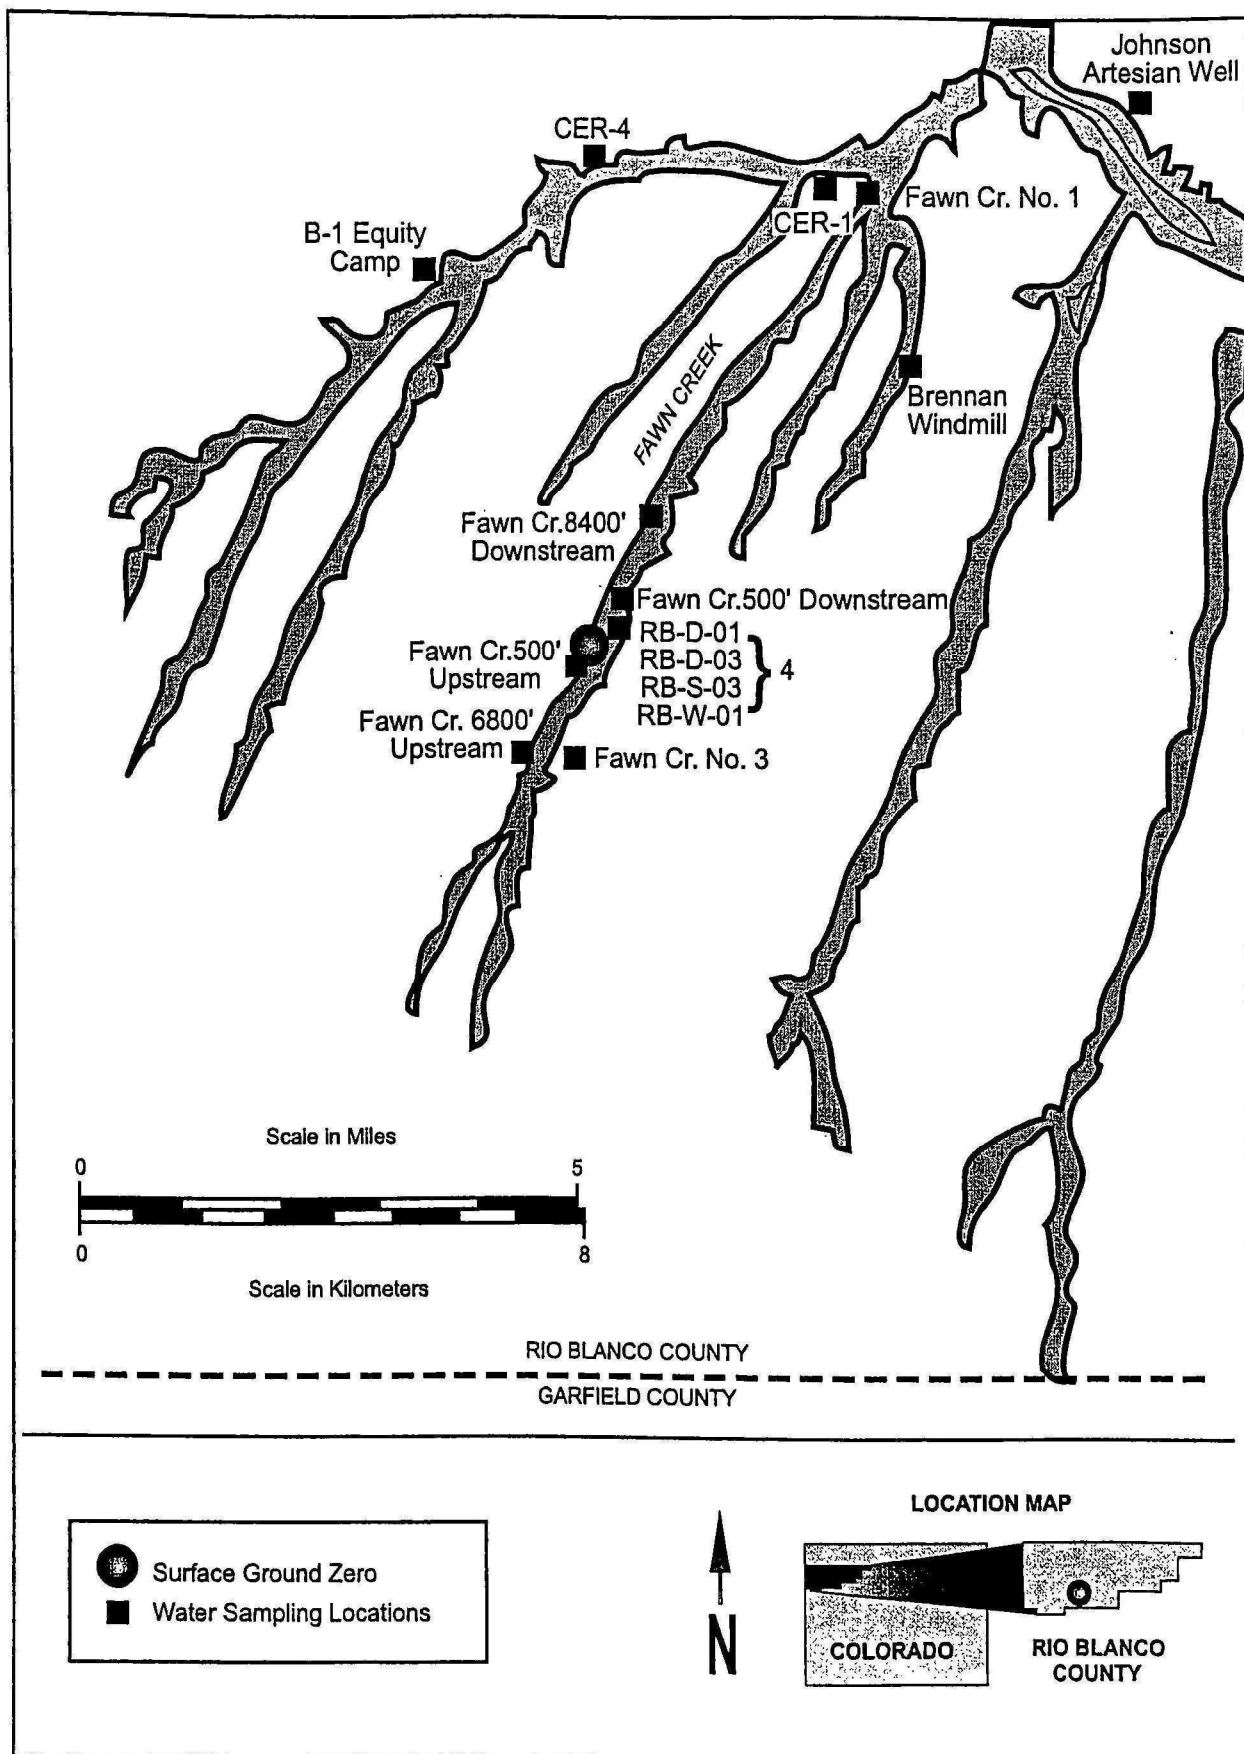 Johnson
Artesian Well
CER-4
CER-1
Fawn Cr. No. 1
B-1 Equity
Camp
FAWN CREEK
Brennan
Windmill
Fawn Cr.8400'
Downstream
Fawn Cr.500' Downstream
RB-D-01
RB-D-03
RB-S-03
RB-W-01
4
Fawn Cr.500'
Upstream
Fawn Cr. 6800'
Upstream
Fawn Cr. No. 3
Scale in Miles
0 5
0 8
Scale in Kilometers
RIO BLANCO COUNTY
GARFIELD COUNTY
Surface Ground Zero
Water Sampling Locations
N
LOCATION MAP
COLORADO
RIO BLANCO
COUNTY